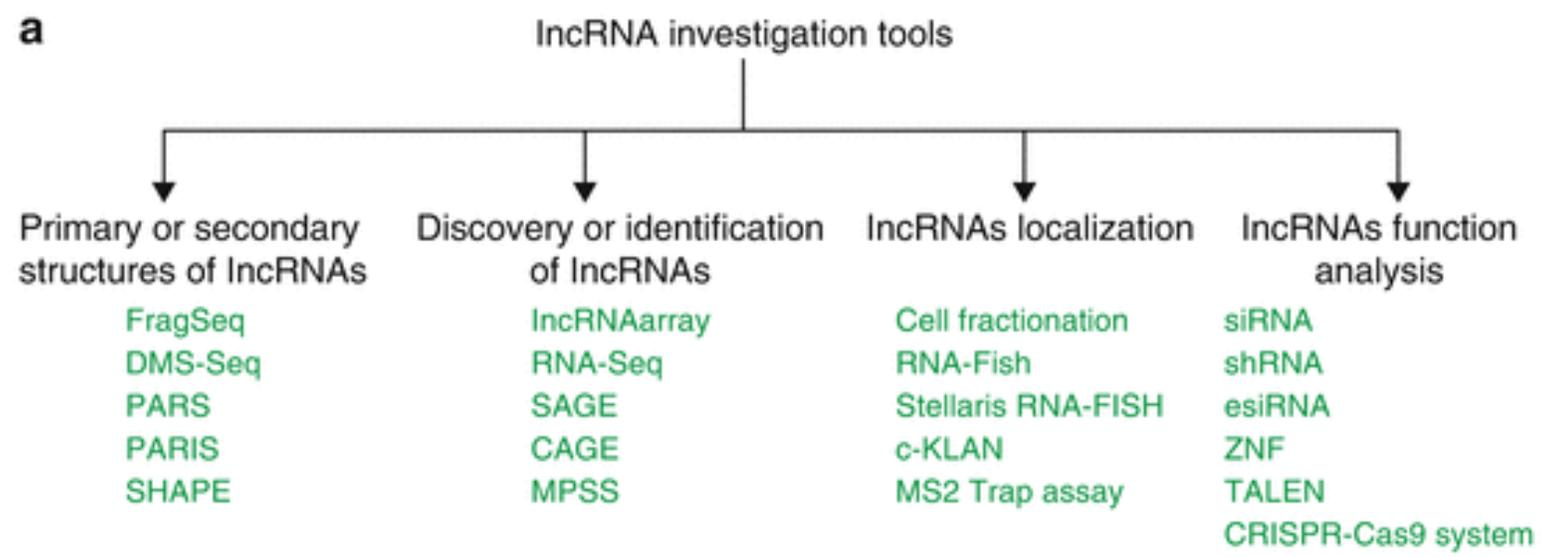 a
lncRNA investigation tools
Primary or secondary
structures of lncRNAs
FragSeq
DMS-Seq
PARS
PARIS
SHAPE
Discovery or identification
of lncRNAs
lncRNAarray
RNA-Seq
SAGE
CAGE
MPSS
lncRNAs localization
Cell fractionation
RNA-Fish
Stellaris RNA-FISH
c-KLAN
MS2 Trap assay
lncRNAs function
analysis
siRNA
shRNA
esiRNA
ZNF
TALEN
CRISPR-Cas9 system